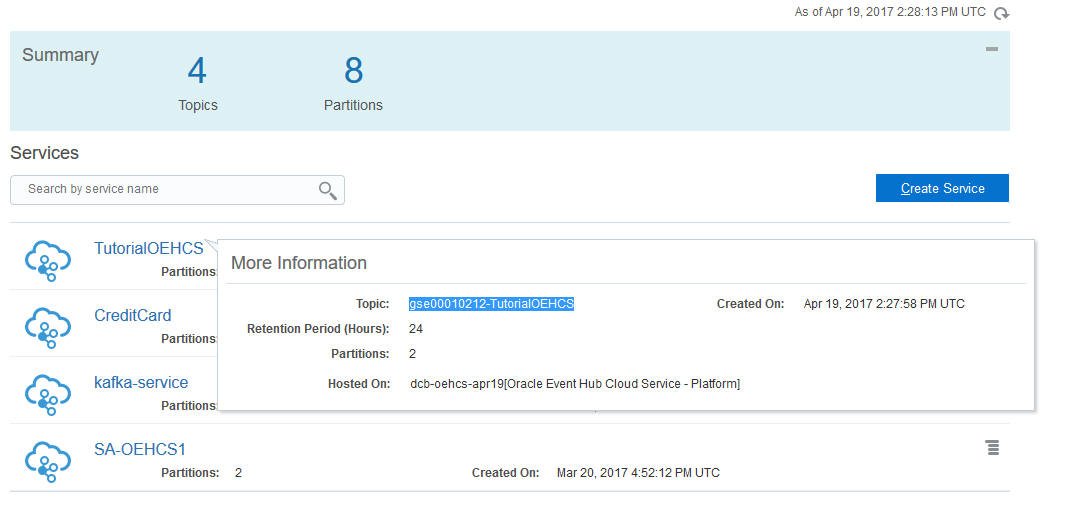 As of Apr 19, 2017 2:28:13 PM UTC
Summary
4
8
Topics
Partitions
Services
Search by service name
Create Service
TutorialOEHCS
Partitions:
More Information
Topic: gse00010212-TutorialOEHCS Created On: Apr 19, 2017 2:27:58 PM UTC
Retention Period (Hours): 24
Partitions: 2
Hosted On: dcb-oehcs-apr19[Oracle Event Hub Cloud Service - Platform]
CreditCard
Partitions:
kafka-service
Partitions:
SA-OEHCS1
Partitions: 2 Created On: Mar 20, 2017 4:52:12 PM UTC